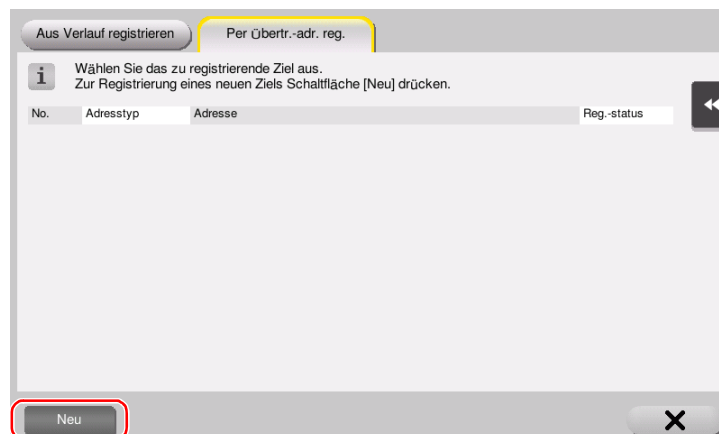 Aus Verlauf registrieren
Per Übertr.-adr. reg.
Wählen Sie das zu registrierende Ziel aus.
Zur Registrierung eines neuen Ziels Schaltfläche [Neu] drücken.
No. Adresstyp Adresse Reg.-status
Neu